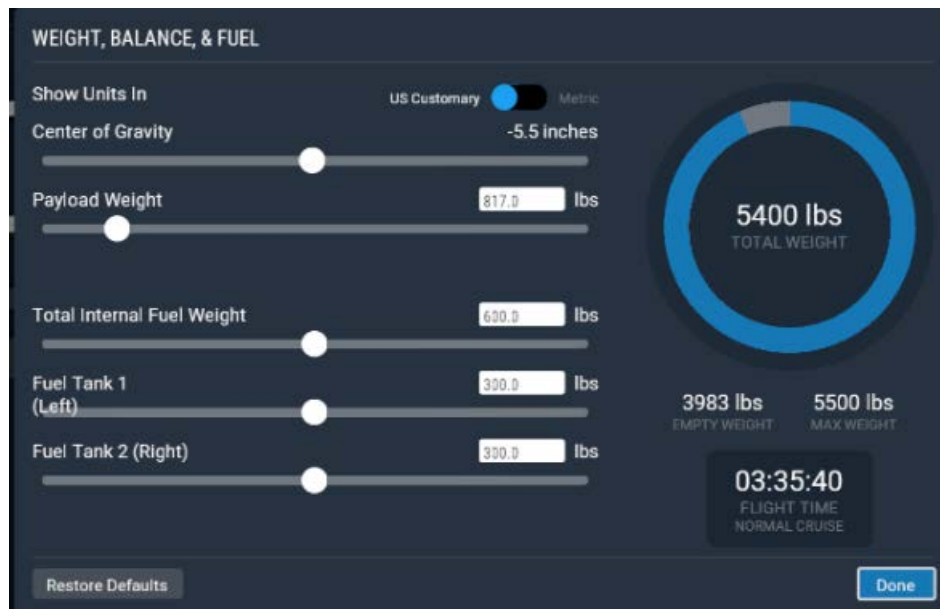 WEIGHT, BALANCE, & FUEL
Show Units In
US Customary Metric
Center of Gravity
-5.5 inches
Payload Weight
817.0 lbs
Total Internal Fuel Weight
600.0 lbs
Fuel Tank 1
(Left)
300.0 lbs
Fuel Tank 2 (Right)
300.0 lbs
5400 lbs
TOTAL WEIGHT
3983 lbs
EMPTY WEIGHT
5500 lbs
MAX WEIGHT
03:35:40
FLIGHT TIME
NORMAL CRUISE
Restore Defaults
Done